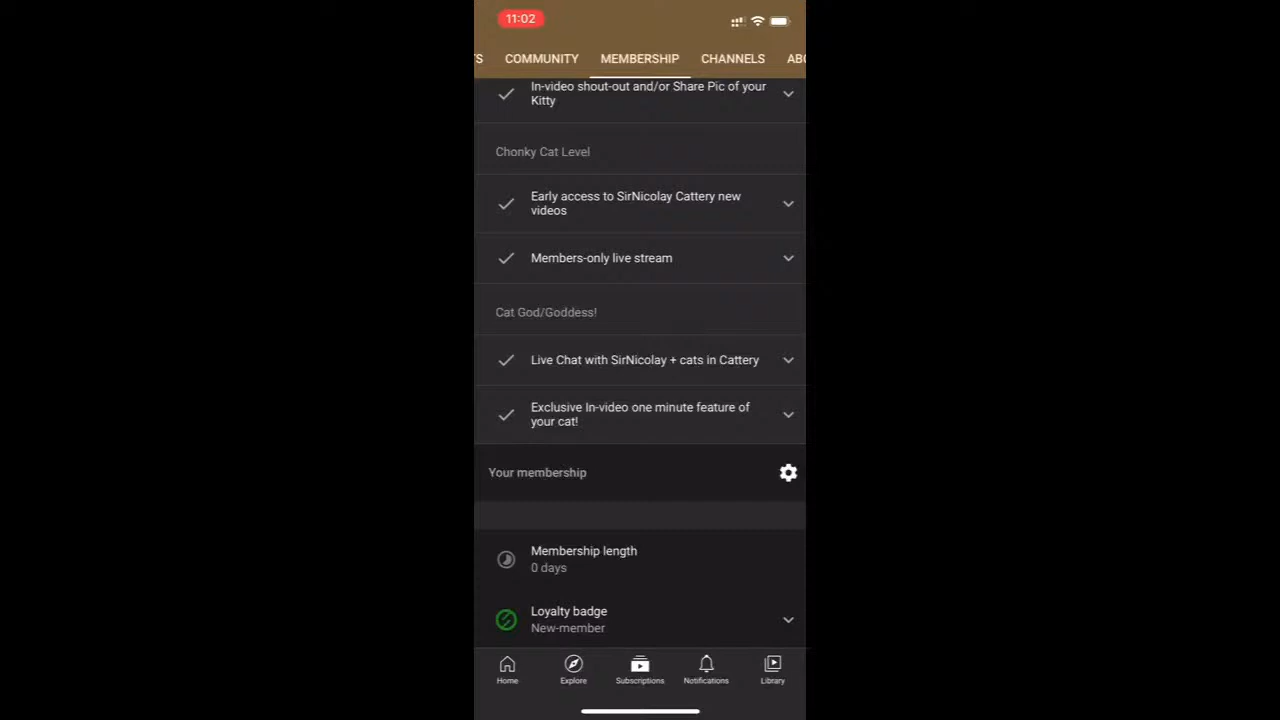 11:02
TS COMMUNITY MEMBERSHIP CHANNELS ABO
In-video shout-out and/or Share Pic of your
Kitty
Chonky Cat Level
Early access to SirNicolay Cattery new
videos
Members-only live stream
Cat God/Goddess!
Live Chat with SirNicolay + cats in Cattery
Exclusive In-video one minute feature of
your cat!
Your membership
Membership length
0 days
Loyalty badge
New-member
Home Explore Subscriptions Notifications Library